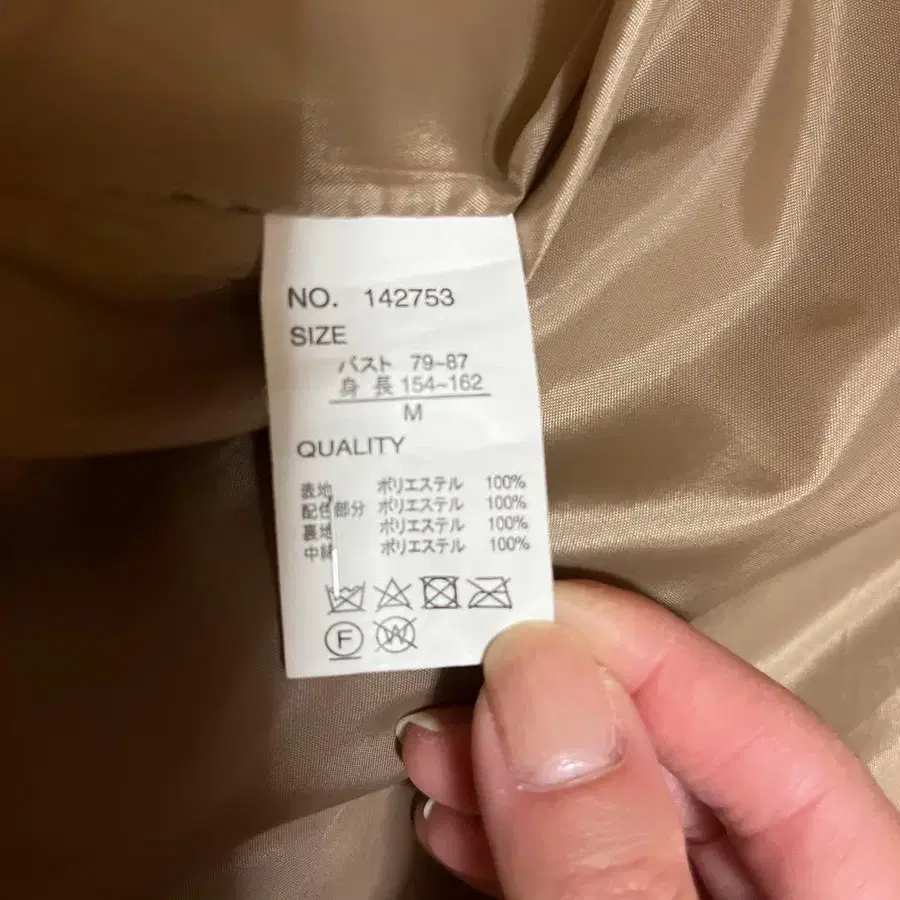 NO. 142753
SIZE
バスト 79~87
身長 154~162
M
QUALITY
表地 ポリエステル 100%
配色部分 ポリエステル 100%
裏地 ポリエステル 100%
中綿 ポリエステル 100%
F
W